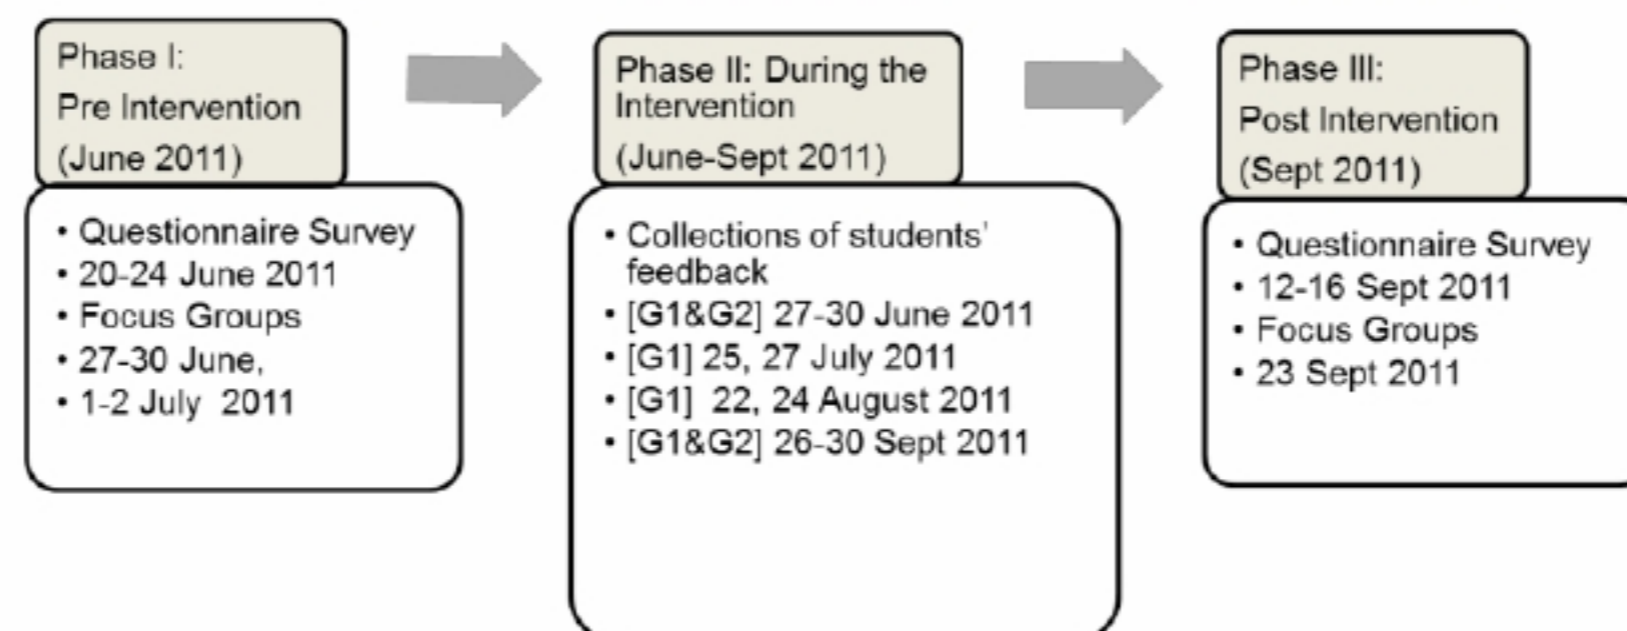 Phase I:
Pre Intervention
(June 2011)
• Questionnaire Survey
• 20-24 June 2011
• Focus Groups
• 27-30 June,
• 1-2 July 2011
Phase II: During the
Intervention
(June-Sept 2011)
• Collections of students'
feedback
• [G1&G2] 27-30 June 2011
• [G1] 25, 27 July 2011
• [G1] 22, 24 August 2011
• [G1&G2] 26-30 Sept 2011
Phase III:
Post Intervention
(Sept 2011)
• Questionnaire Survey
• 12-16 Sept 2011
• Focus Groups
• 23 Sept 2011